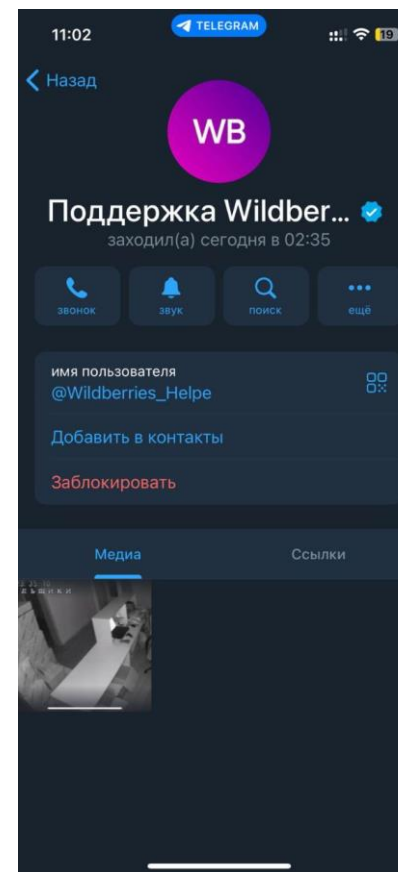 11:02
TELEGRAM
19
Назад
WB
Поддержка Wildber...
заходил(а) сегодня в 02:35
звонок
звук
поиск
ещё
имя пользователя
@Wildberries_Helpe
Добавить в контакты
Заблокировать
Медиа
Ссылки